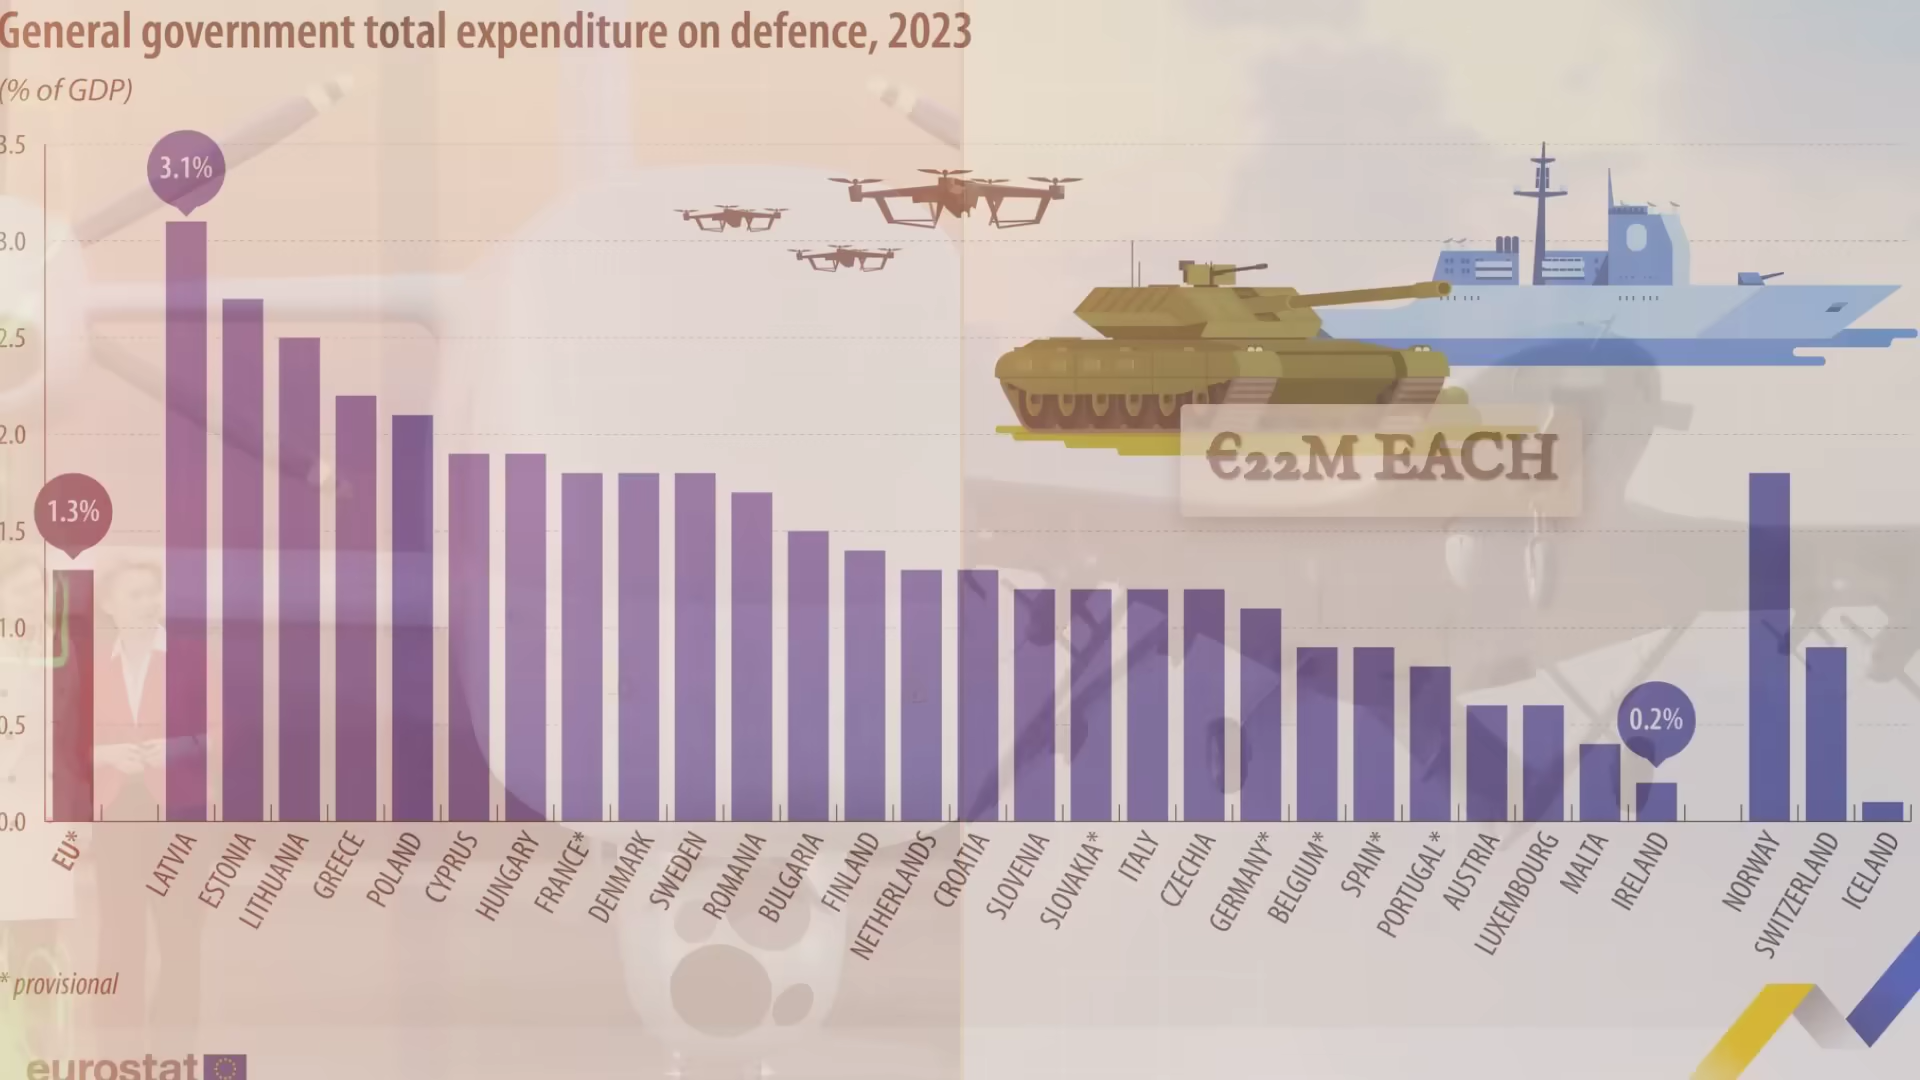 General government total expenditure on defence, 2023
(% of GDP)
3.5
3.0
2.5
2.0
1.5
1.0
0.5
0.0
1.3%
3.1%
0.2%
€22M EACH
EU*
LATVIA
ESTONIA
LITHUANIA
GREECE
POLAND
CYPRUS
HUNGARY
FRANCE*
DENMARK
SWEDEN
ROMANIA
BULGARIA
FINLAND
NETHERLANDS
CROATIA
SLOVENIA
SLOVAKIA*
ITALY
CZECHIA
GERMANY*
BELGIUM*
SPAIN*
PORTUGAL*
AUSTRIA
LUXEMBOURG
MALTA
IRELAND
NORWAY
SWITZERLAND
ICELAND
* provisional
eurostat